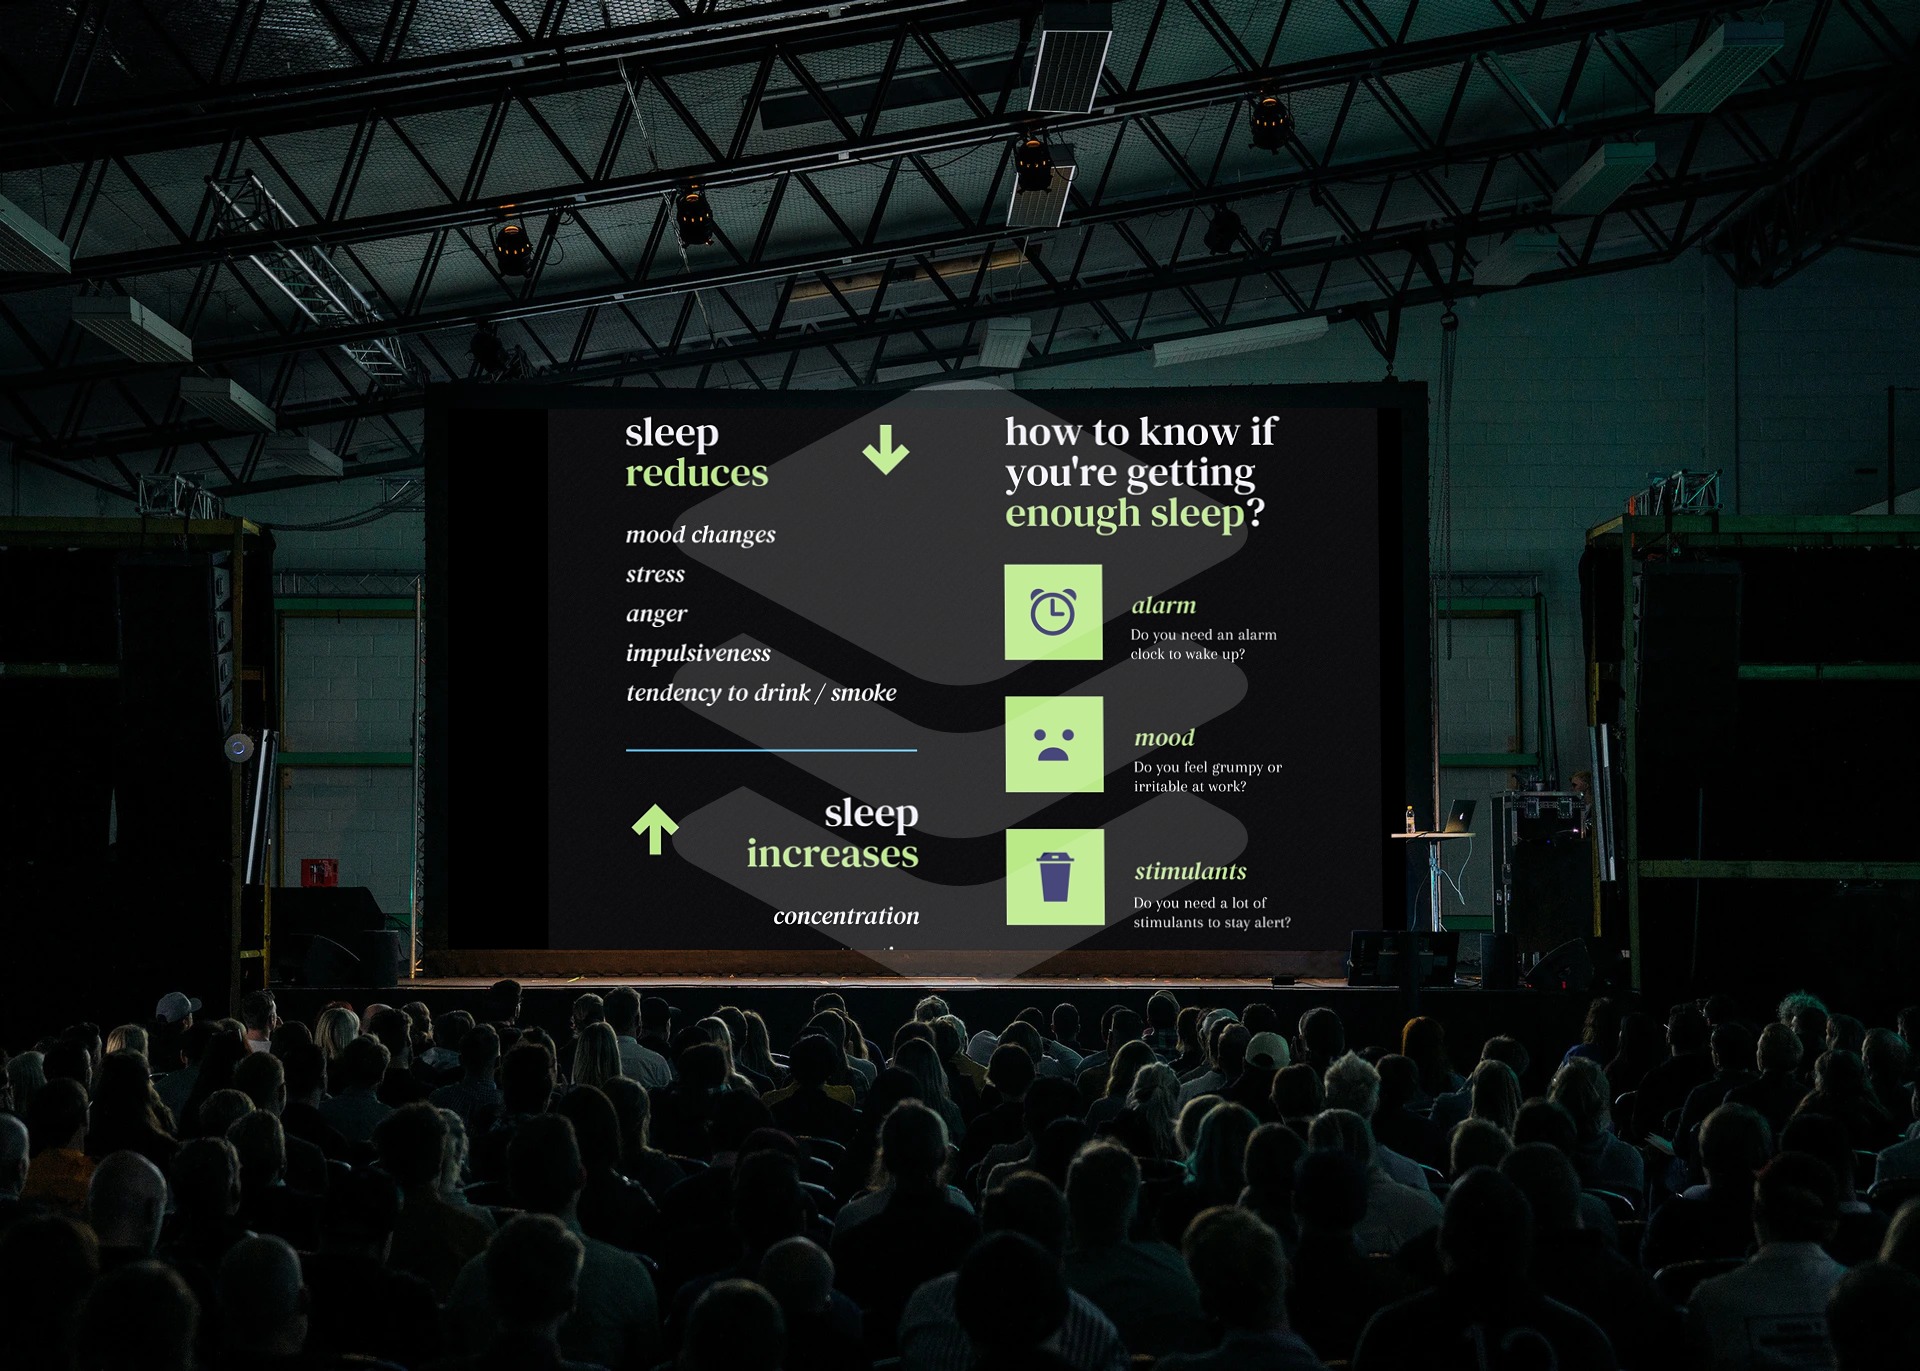 sleep
reduces
mood changes
stress
anger
impulsiveness
tendency to drink / smoke
sleep
increases
concentration
how to know if
you're getting
enough sleep?
alarm
Do you need an alarm
clock to wake up?
mood
Do you feel grumpy or
irritable at work?
stimulants
Do you need a lot of
stimulants to stay alert?